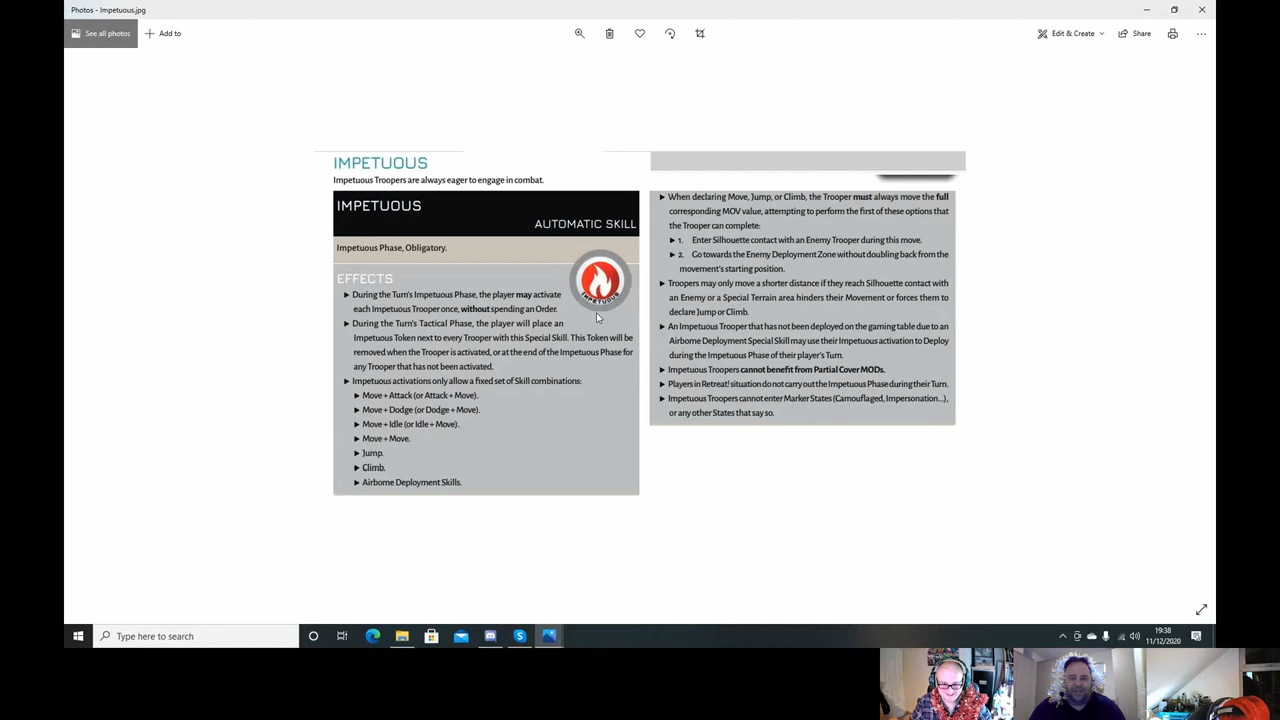 Photos - Impetuous.jpg
See all photos
Add to
Edit & Create
Share
IMPETUOUS
Impetuous Troopers are always eager to engage in combat.
IMPETUOUS
AUTOMATIC SKILL
Impetuous Phase, Obligatory.
EFFECTS
IMPETUOUS
► During the Turn's Impetuous Phase, the player may activate
each Impetuous Trooper once, without spending an Order.
► During the Turn's Tactical Phase, the player will place an
Impetuous Token next to every Trooper with this Special Skill. This Token will be
removed when the Trooper is activated, or at the end of the Impetuous Phase for
any Trooper that has not been activated.
► Impetuous activations only allow a fixed set of Skill combinations:
► Move + Attack (or Attack + Move).
► Move + Dodge (or Dodge + Move).
► Move + Idle (or Idle + Move).
► Move + Move.
► Jump.
► Climb.
► Airborne Deployment Skills.
► When declaring Move, Jump, or Climb, the Trooper must always move the full
corresponding MOV value, attempting to perform the first of these options that
the Trooper can complete:
► 1. Enter Silhouette contact with an Enemy Trooper during this move.
► 2. Go towards the Enemy Deployment Zone without doubling back from the
movement's starting position.
► Troopers may only move a shorter distance if they reach Silhouette contact with
an Enemy or a Special Terrain area hinders their Movement or forces them to
declare Jump or Climb.
► An Impetuous Trooper that has not been deployed on the gaming table due to an
Airborne Deployment Special Skill may use their Impetuous activation to Deploy
during the Impetuous Phase of their player's Turn.
► Impetuous Troopers cannot benefit from Partial Cover MODs.
► Players in Retreat! situation do not carry out the Impetuous Phase during their Turn.
► Impetuous Troopers cannot enter Marker States (Camouflaged, Impersonation...),
or any other States that say so.
Type here to search
19:38
11/12/2020